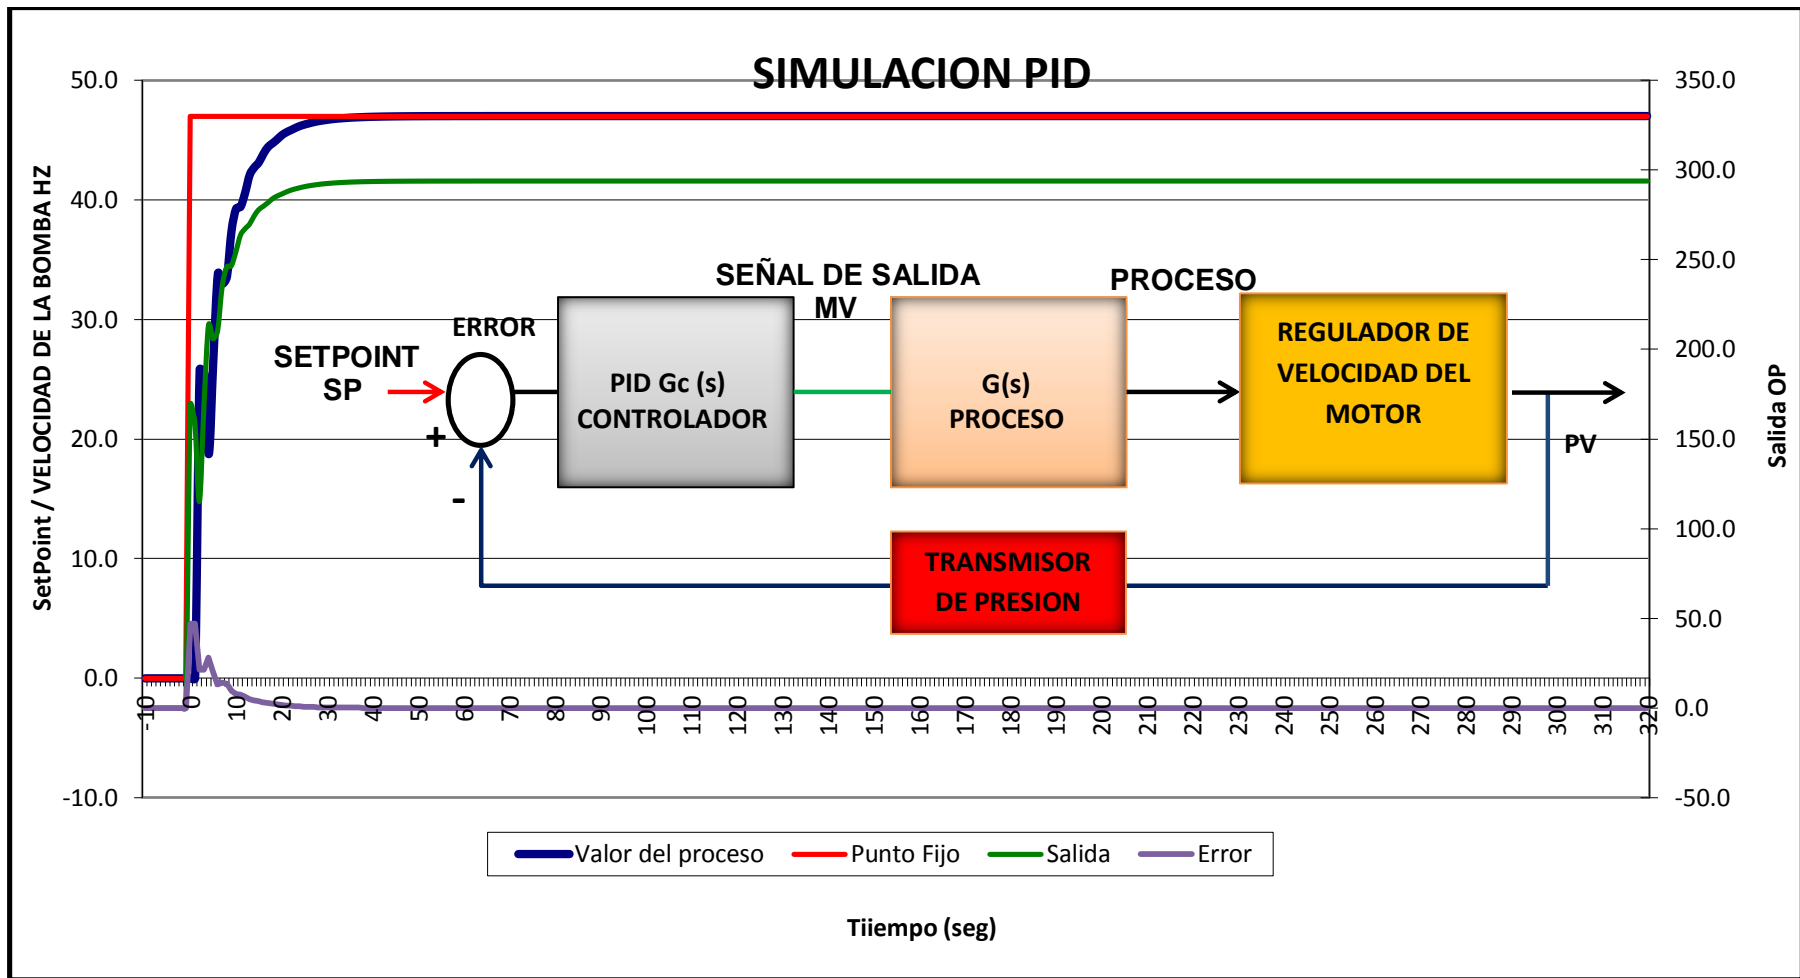 SIMULACION PID
50.0
40.0
30.0
20.0
10.0
0.0
-10.0
SetPoint / VELOCIDAD DE LA BOMBA HZ
350.0
300.0
250.0
200.0
150.0
100.0
50.0
0.0
-50.0
Salida OP
SEÑAL DE SALIDA
MV
PROCESO
ERROR
SETPOINT
SP
+
-
PID Gc (s)
CONTROLADOR
G(s)
PROCESO
REGULADOR DE
VELOCIDAD DEL
MOTOR
PV
TRANSMISOR
DE PRESION
-10 0 10 20 30 40 50 60 70 80 90 100 110 120 130 140 150 160 170 180 190 200 210 220 230 240 250 260 270 280 290 300 310 320
Valor del proceso Punto Fijo Salida Error
Tiiempo (seg)